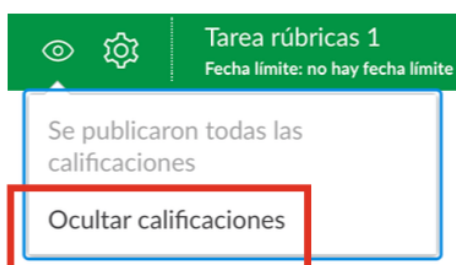 Tarea rúbricas 1
Fecha límite: no hay fecha límite
Se publicaron todas las
calificaciones
Ocultar calificaciones